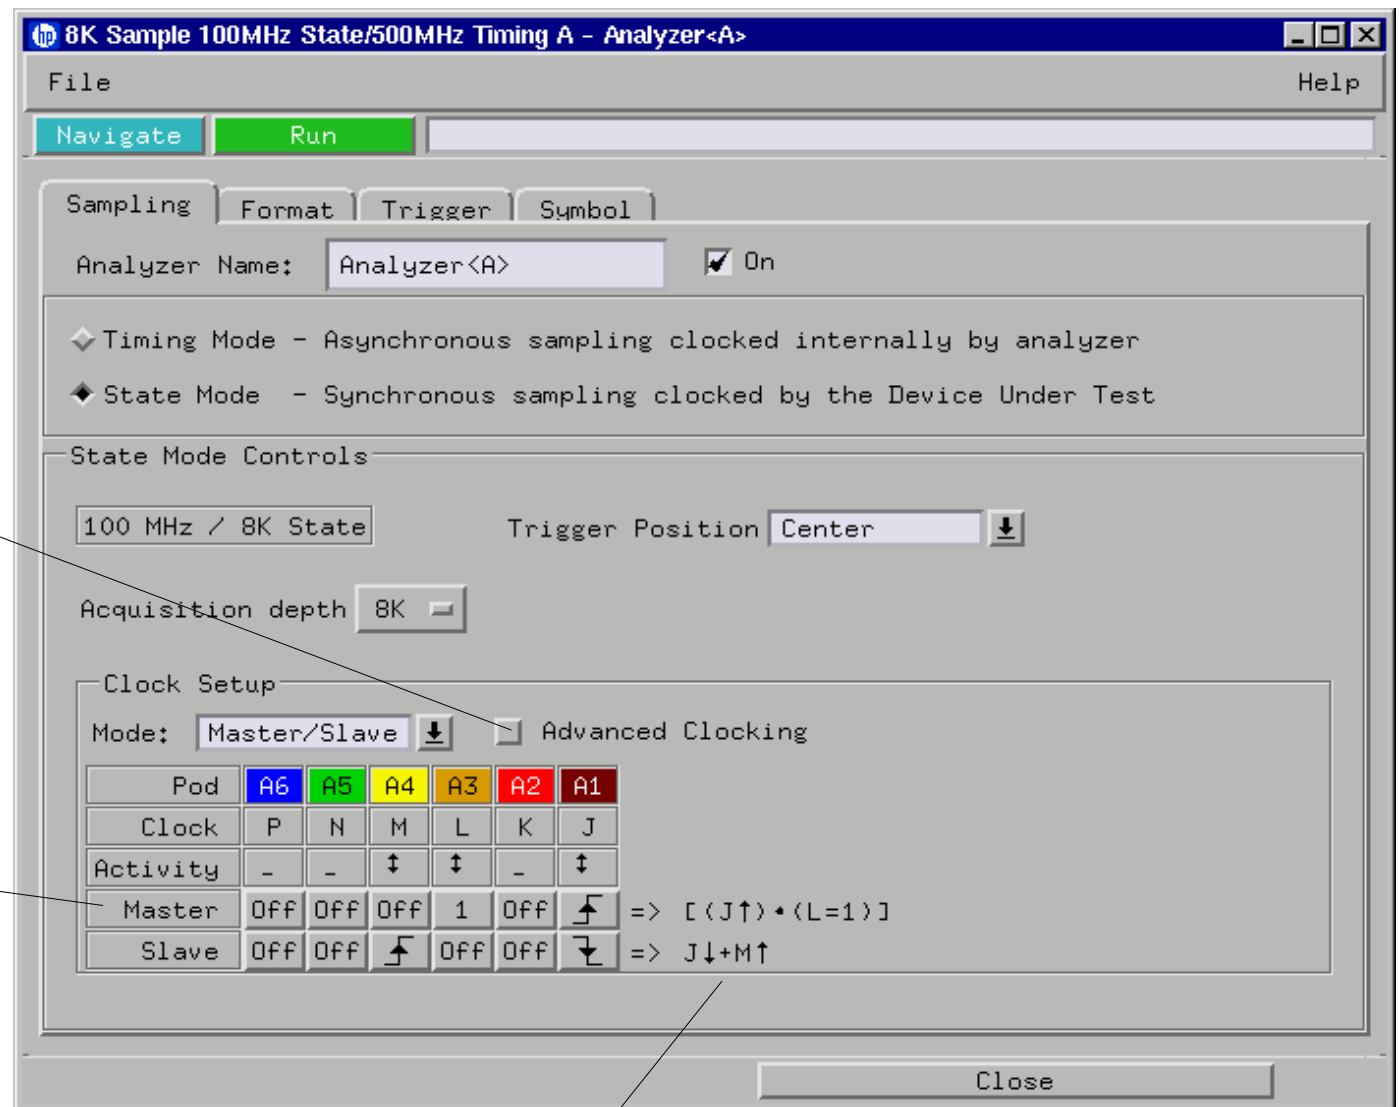 hp 8K Sample 100MHz State/500MHz Timing A - Analyzer<A>
File Help
Navigate Run
Sampling Format Trigger Symbol
Analyzer Name: Analyzer<A> On
Timing Mode - Asynchronous sampling clocked internally by analyzer
State Mode - Synchronous sampling clocked by the Device Under Test
State Mode Controls
100 MHz / 8K State Trigger Position Center
Acquisition depth 8K
Clock Setup
Mode: Master/Slave Advanced Clocking
Pod A6 A5 A4 A3 A2 A1
Clock P N M L K J
Activity _ _ ↕ ↕ _ ↕
Master Off Off Off 1 Off => [(J↑)•(L=1)]
Slave Off Off Off Off => J↓+M↑
Close